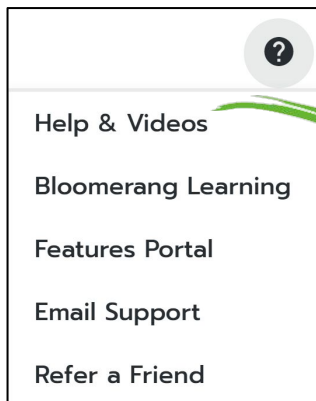 ?
Help & Videos
Bloomerang Learning
Features Portal
Email Support
Refer a Friend